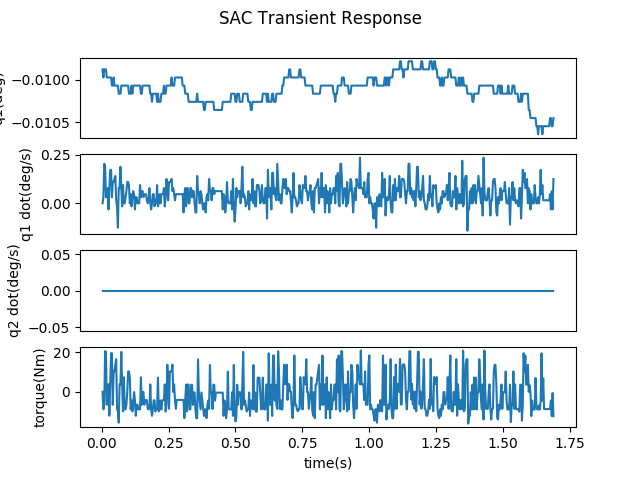 SAC Transient Response
q1(deg)
−0.0100
−0.0105
q1 dot(deg/s)
0.25
0.00
q2 dot(deg/s)
0.05
0.00
−0.05
torque(Nm)
20
0
0.00 0.25 0.50 0.75 1.00 1.25 1.50 1.75
time(s)